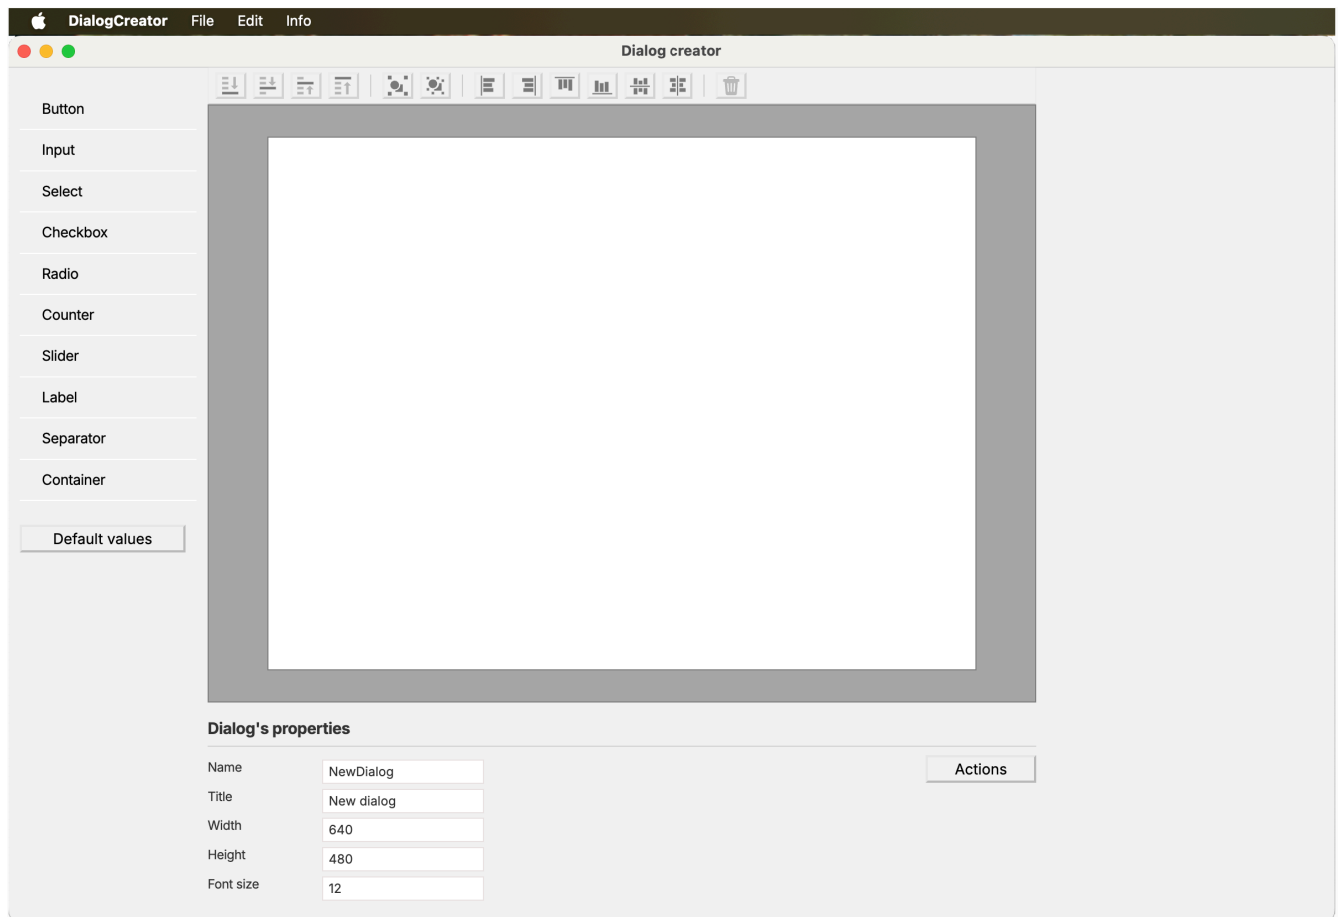 DialogCreator File Edit Info
Dialog creator
Button
Input
Select
Checkbox
Radio
Counter
Slider
Label
Separator
Container
Default values
Dialog's properties
Name NewDialog
Actions
Title New dialog
Width 640
Height 480
Font size 12